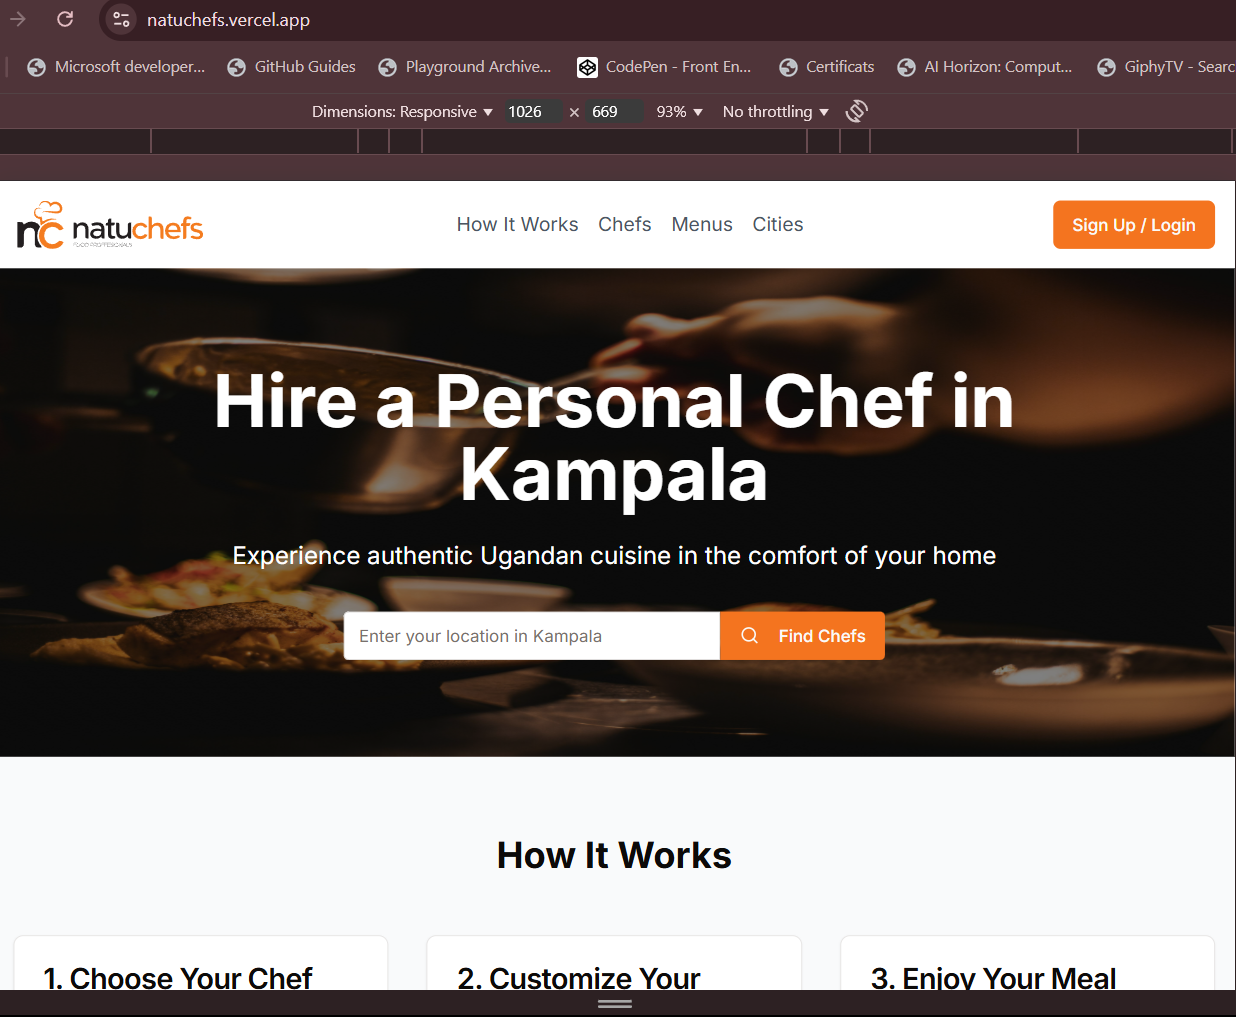 natuchefs.vercel.app
Microsoft developer... GitHub Guides Playground Archive... CodePen - Front En... Certificats AI Horizon: Comput... GiphyTV - Searc
Dimensions: Responsive 1026 × 669 93% No throttling
nc natuchefs
FOOD PROFFESIONALS
How It Works Chefs Menus Cities
Sign Up / Login
Hire a Personal Chef in
Kampala
Experience authentic Ugandan cuisine in the comfort of your home
Enter your location in Kampala Find Chefs
How It Works
1. Choose Your Chef 2. Customize Your 3. Enjoy Your Meal